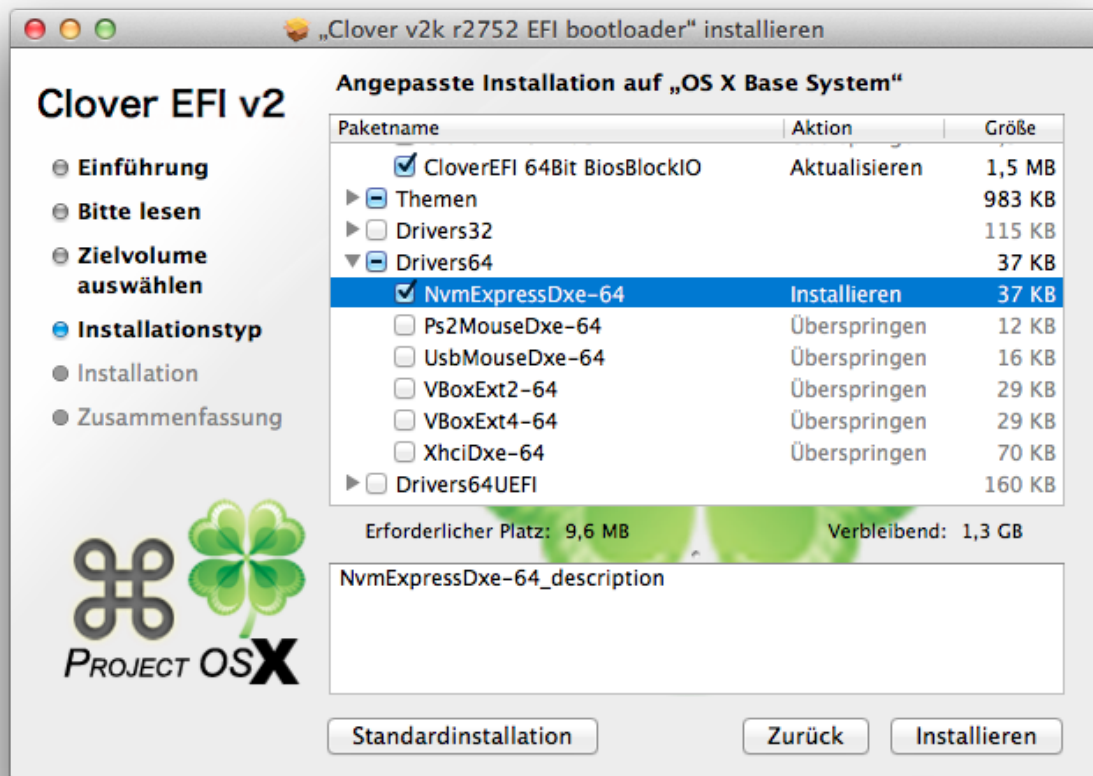 „Clover v2k r2752 EFI bootloader“ installieren
Clover EFI v2
Einführung
Bitte lesen
Zielvolume
auswählen
Installationstyp
Installation
Zusammenfassung
PROJECT OSX
Angepasste Installation auf „OS X Base System“
Paketname Aktion Größe
CloverEFI 64Bit BiosBlockIO Aktualisieren 1,5 MB
Themen 983 KB
Drivers32 115 KB
Drivers64 37 KB
NvmExpressDxe-64 Installieren 37 KB
Ps2MouseDxe-64 Überspringen 12 KB
UsbMouseDxe-64 Überspringen 16 KB
VBoxExt2-64 Überspringen 29 KB
VBoxExt4-64 Überspringen 29 KB
XhciDxe-64 Überspringen 70 KB
Drivers64UEFI 160 KB
Erforderlicher Platz: 9,6 MB Verbleibend: 1,3 GB
NvmExpressDxe-64_description
Standardinstallation Zurück Installieren